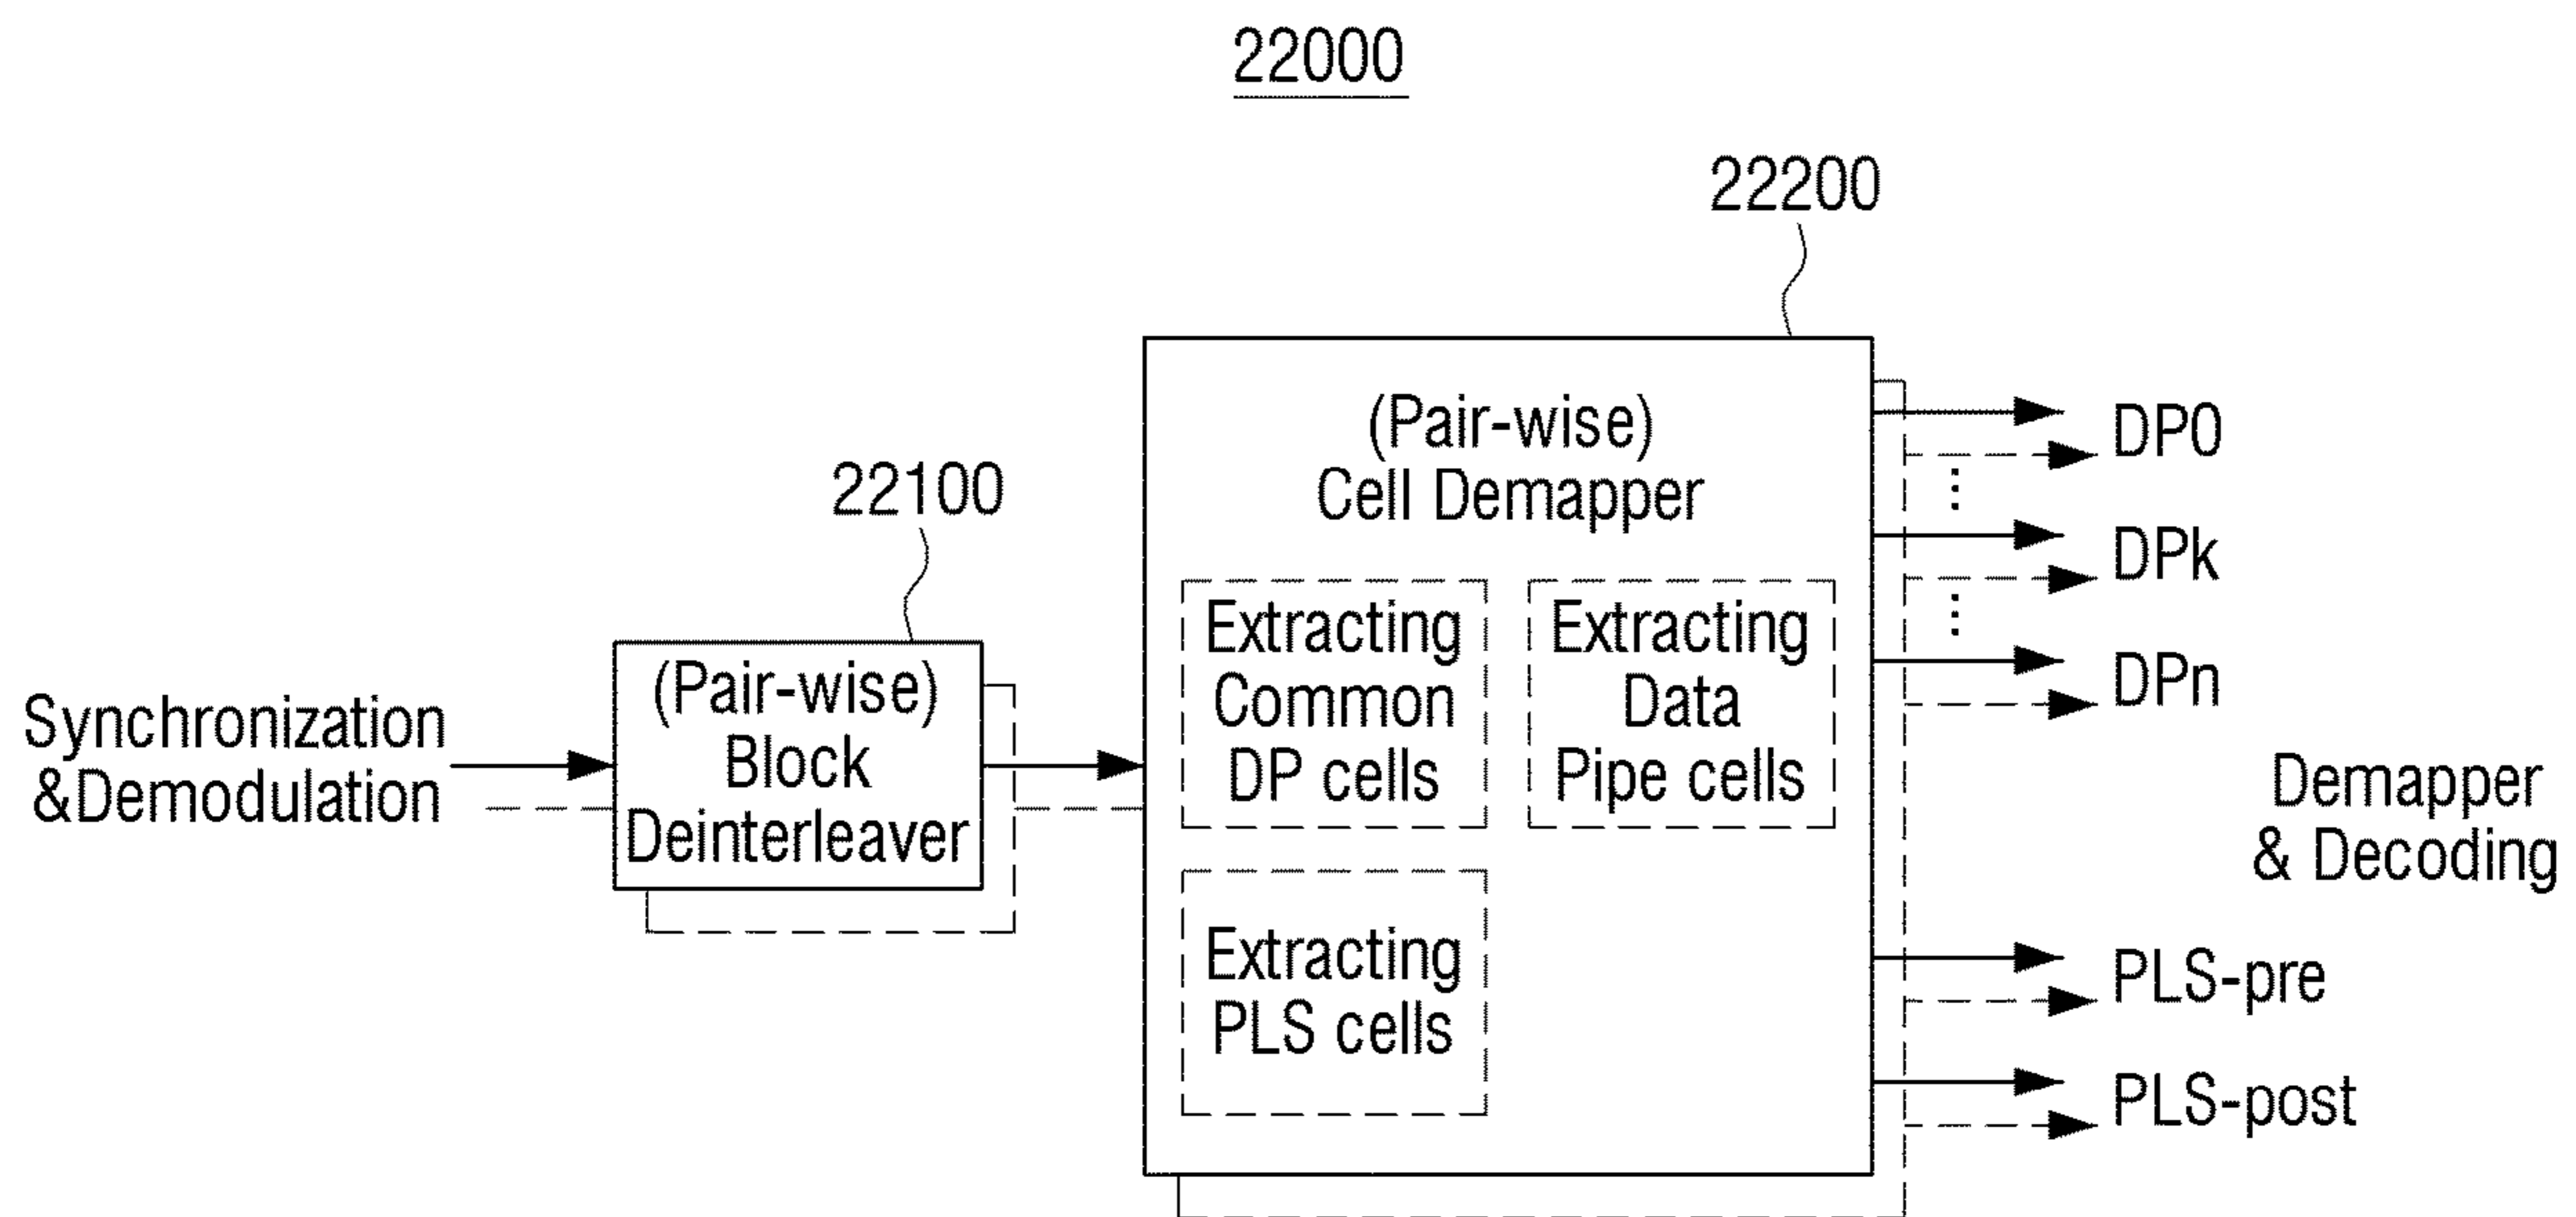 22000
22200
22100
Synchronization
&Demodulation
(Pair-wise)
Block
Deinterleaver
(Pair-wise)
Cell Demapper
Extracting
Common
DP cells
Extracting
Data
Pipe cells
Extracting
PLS cells
DP0
DPk
DPn
PLS-pre
PLS-post
Demapper
& Decoding